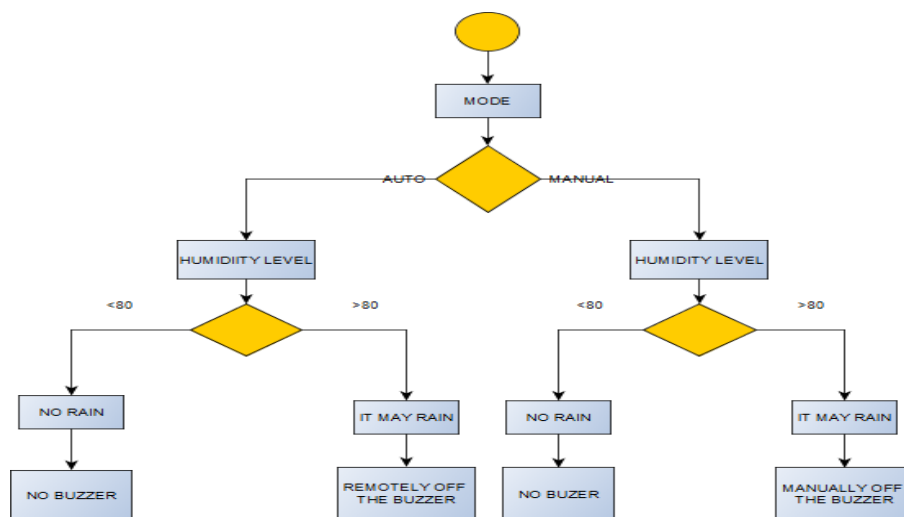 MODE
AUTO
MANUAL
HUMIDIITY LEVEL
HUMIDITY LEVEL
<80
>80
<80
>80
NO RAIN
IT MAY RAIN
NO RAIN
IT MAY RAIN
NO BUZZER
REMOTELY OFF
THE BUZZER
NO BUZER
MANUALLY OFF
THE BUZZER